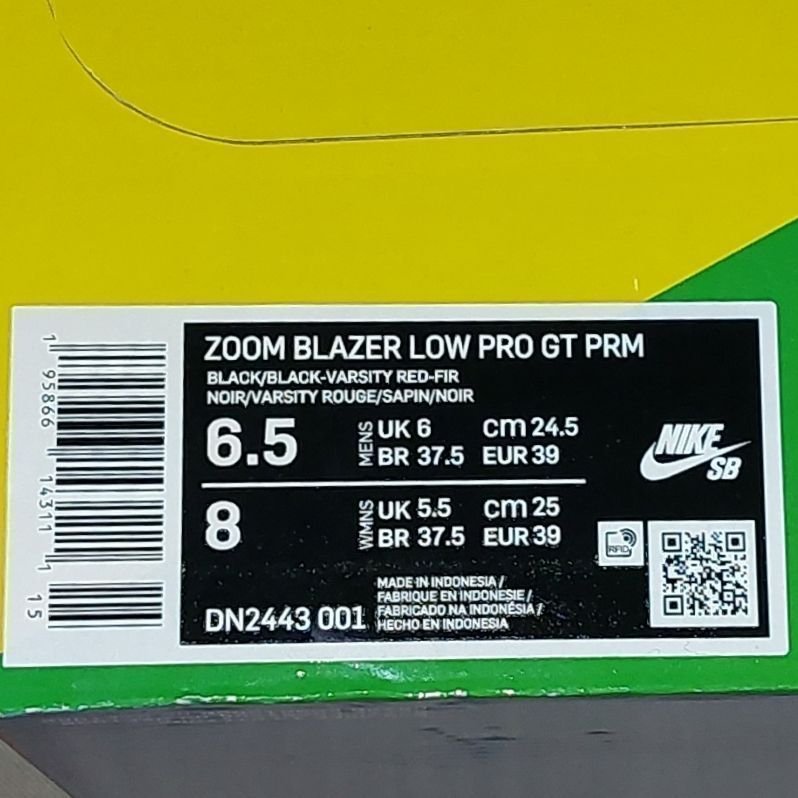 ZOOM BLAZER LOW PRO GT PRM
BLACK/BLACK-VARSITY RED-FIR
NOIR/VARSITY ROUGE/SAPIN/NOIR
6.5 MENS UK 6 cm 24.5
BR 37.5 EUR 39
8 WMNS UK 5.5 cm 25
BR 37.5 EUR 39
DN2443 001
MADE IN INDONESIA /
FABRIQUE EN INDONESIE /
FABRICADO NA INDONÉSIA /
HECHO EN INDONESIA
NIKE
SB
RFID
1 95866 14311 1 15